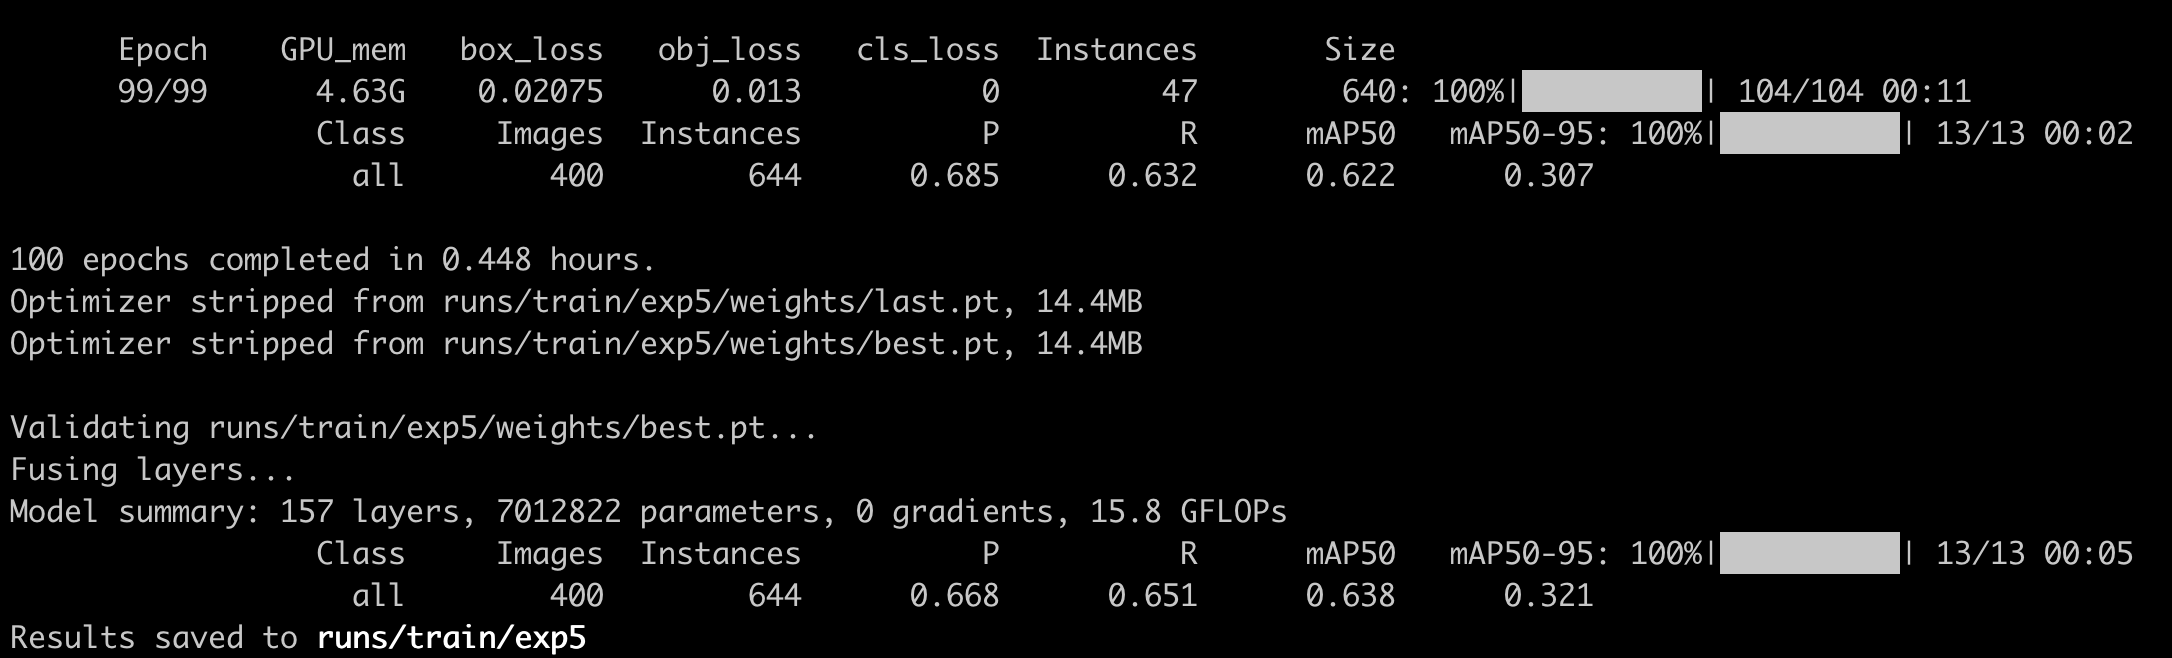 Epoch GPU_mem box_loss obj_loss cls_loss Instances Size
99/99 4.63G 0.02075 0.013 0 47 640: 100%| | 104/104 00:11
Class Images Instances P R mAP50 mAP50-95: 100%| | 13/13 00:02
all 400 644 0.685 0.632 0.622 0.307
100 epochs completed in 0.448 hours.
Optimizer stripped from runs/train/exp5/weights/last.pt, 14.4MB
Optimizer stripped from runs/train/exp5/weights/best.pt, 14.4MB
Validating runs/train/exp5/weights/best.pt...
Fusing layers...
Model summary: 157 layers, 7012822 parameters, 0 gradients, 15.8 GFLOPs
Class Images Instances P R mAP50 mAP50-95: 100%| | 13/13 00:05
all 400 644 0.668 0.651 0.638 0.321
Results saved to runs/train/exp5